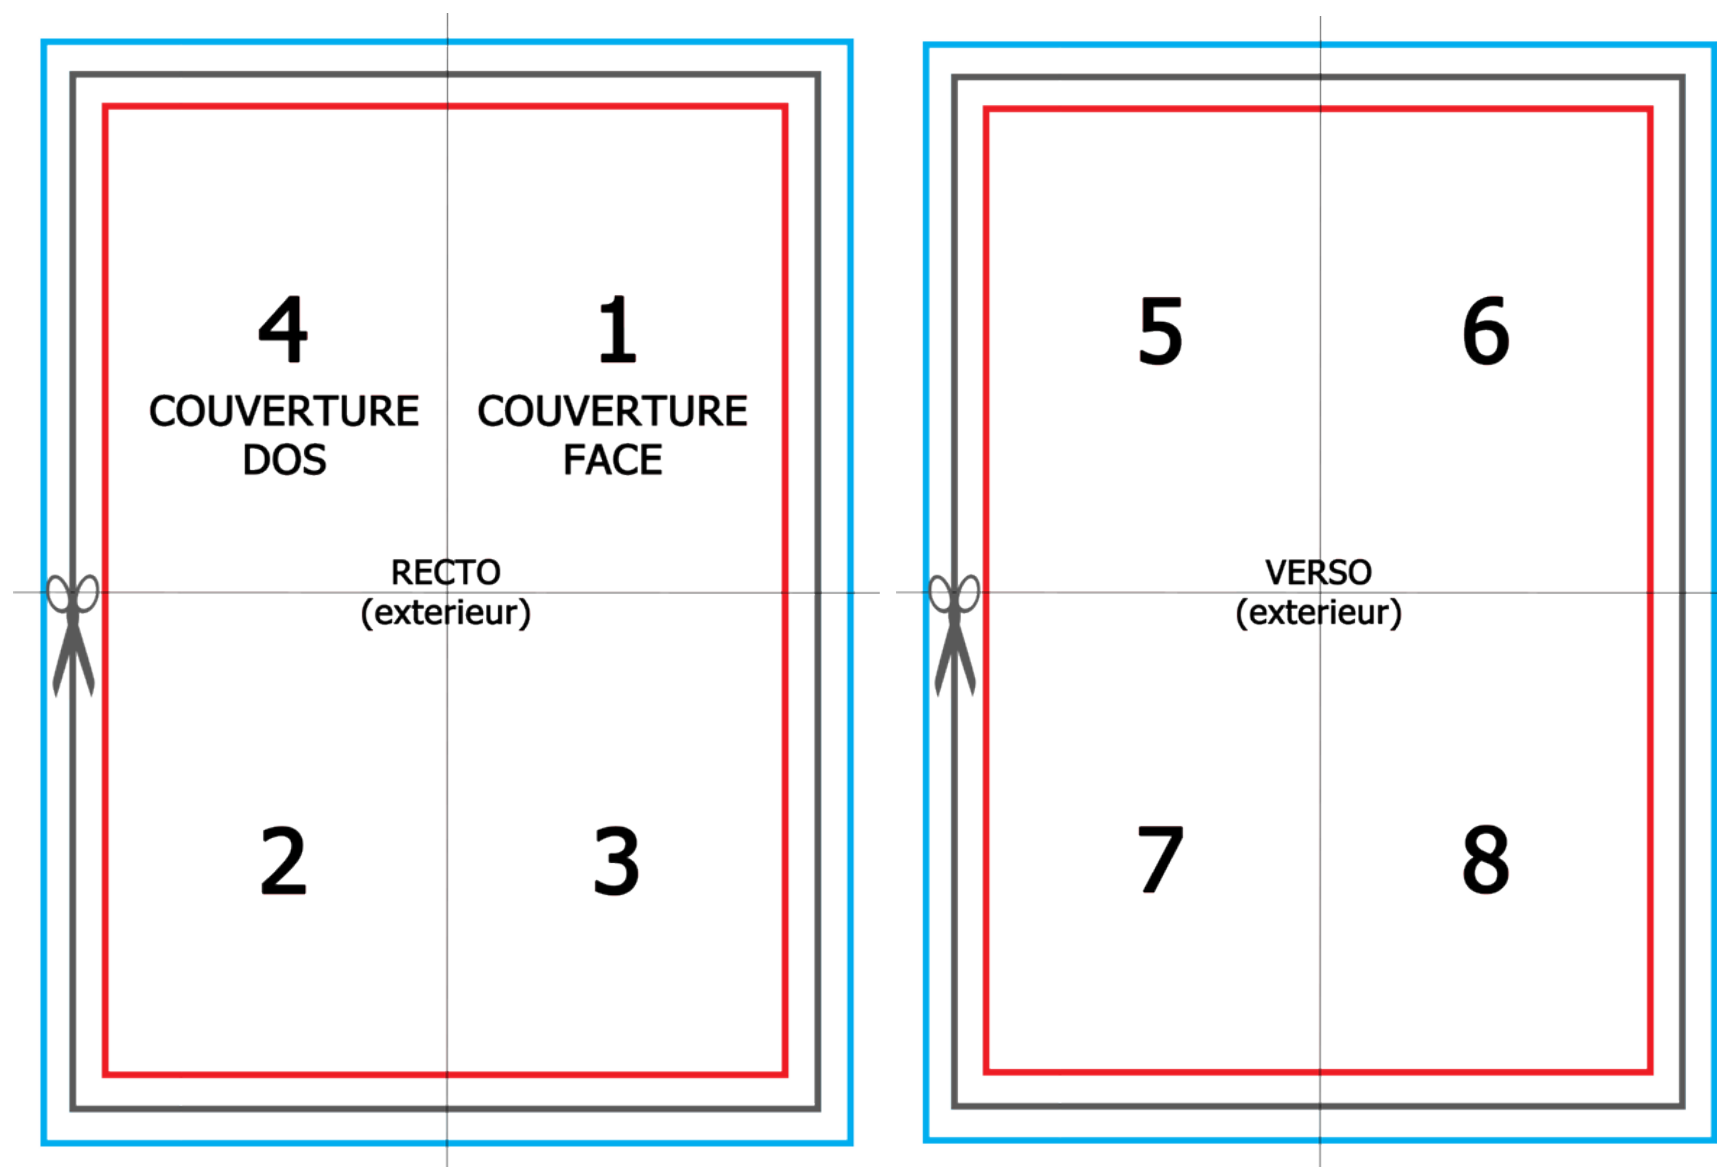 4
COUVERTURE
DOS
1
COUVERTURE
FACE
RECTO
(exterieur)
2
3
5
6
VERSO
(exterieur)
7
8